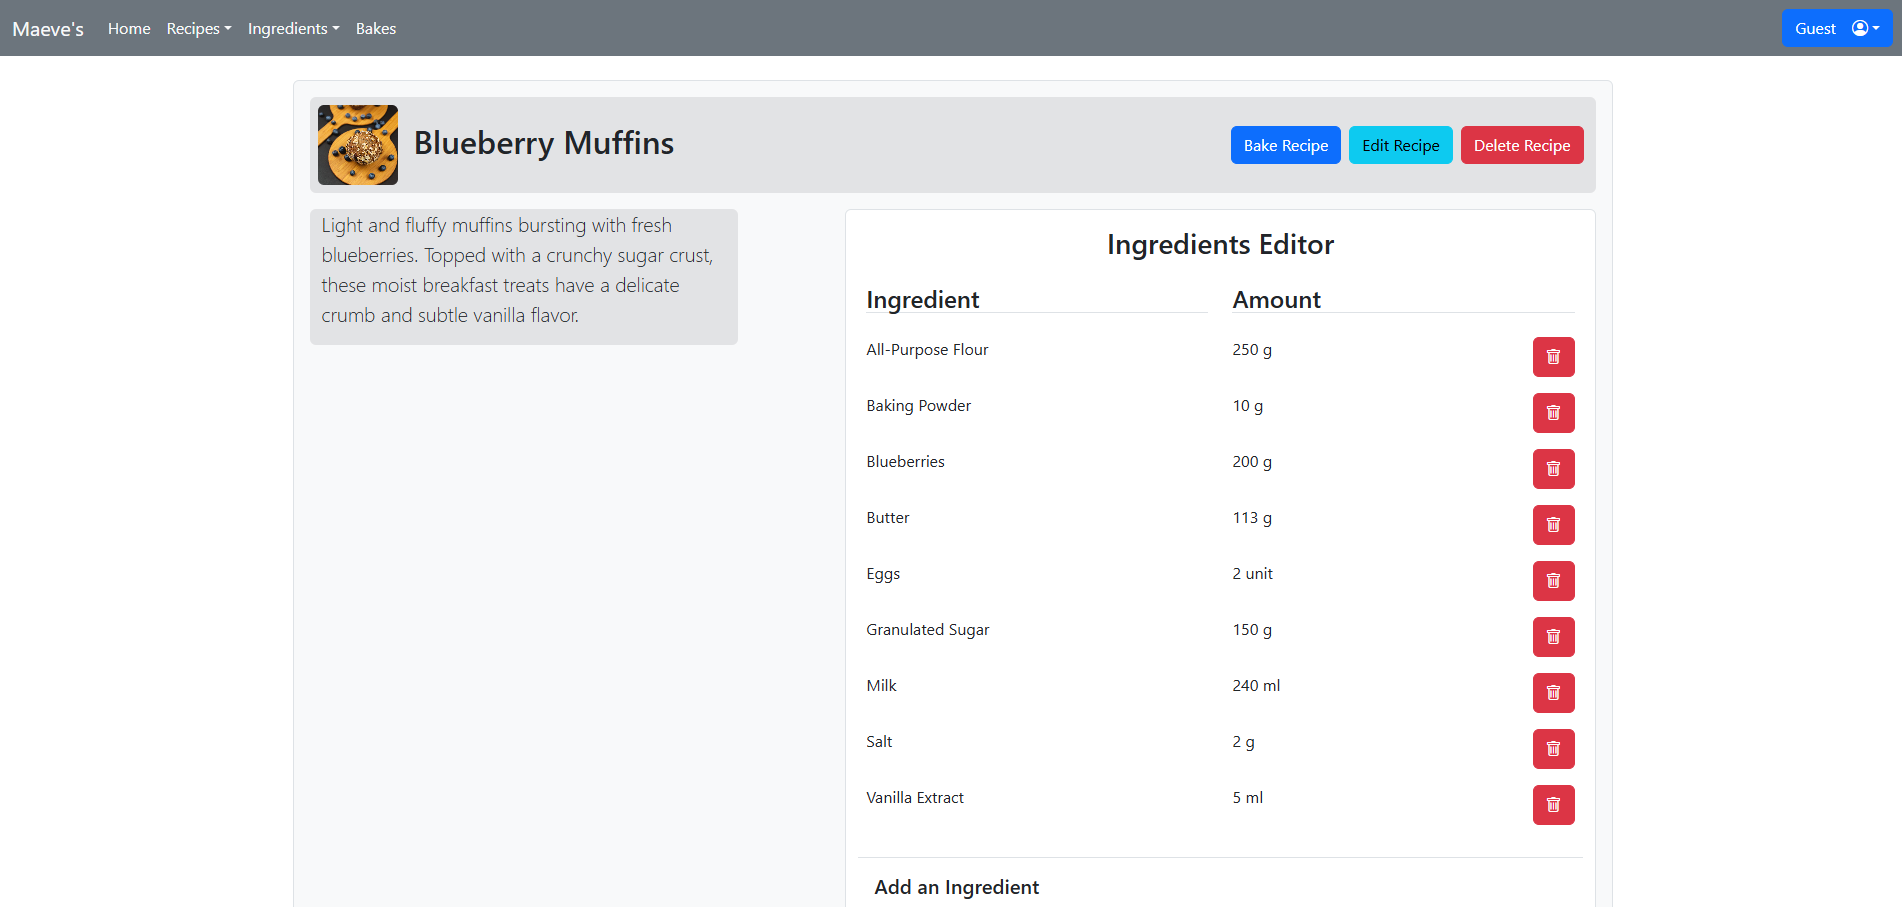 Maeve's Home Recipes Ingredients Bakes Guest
Blueberry Muffins
Bake Recipe Edit Recipe Delete Recipe
Light and fluffy muffins bursting with fresh
blueberries. Topped with a crunchy sugar crust,
these moist breakfast treats have a delicate
crumb and subtle vanilla flavor.
Ingredients Editor
Ingredient Amount
All-Purpose Flour 250 g
Baking Powder 10 g
Blueberries 200 g
Butter 113 g
Eggs 2 unit
Granulated Sugar 150 g
Milk 240 ml
Salt 2 g
Vanilla Extract 5 ml
Add an Ingredient